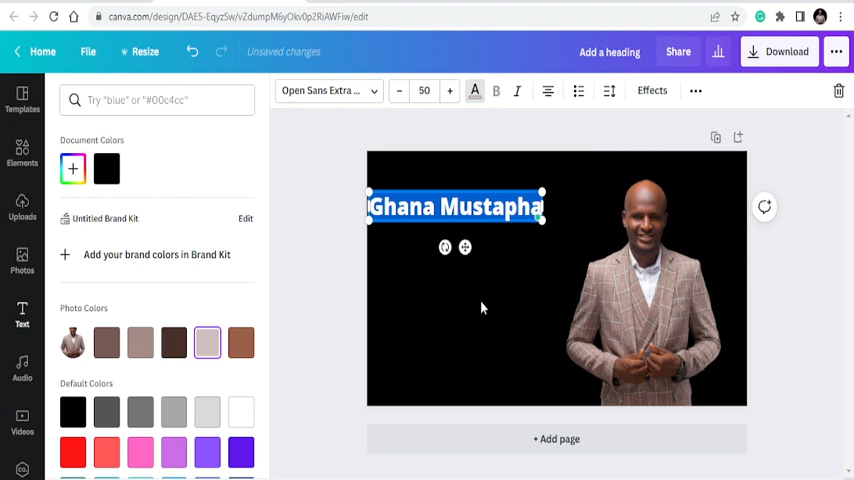 canva.com/design/DAE5-EqyzSw/vZdumpM6yOkv0p2RiAWFiw/edit
Home
File
Resize
Unsaved changes
Add a heading
Share
Download
Templates
Elements
Uploads
Photos
Text
Audio
Videos
Try "blue" or "#00c4cc"
Document Colors
Untitled Brand Kit
Edit
Add your brand colors in Brand Kit
Photo Colors
Default Colors
Open Sans Extra ...
50
A
B
I
Effects
Ghana Mustapha
+ Add page